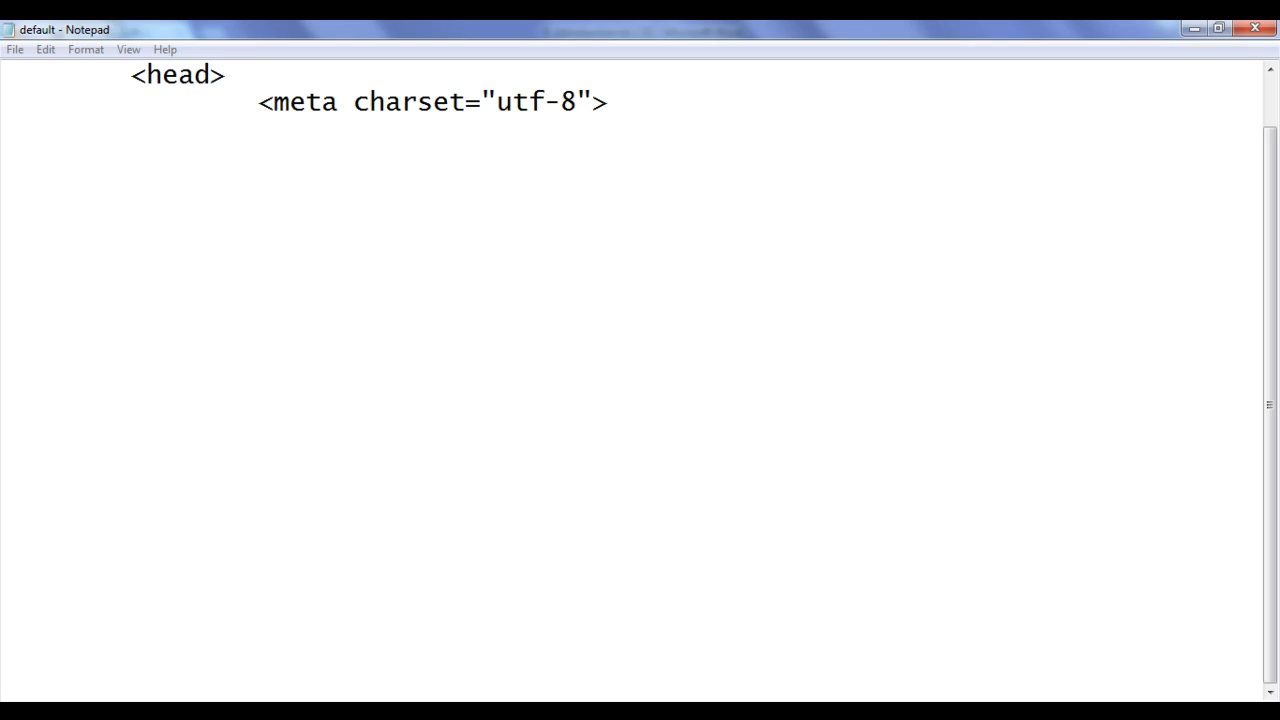 default - Notepad
File Edit Format View Help
<head>
<meta charset="utf-8">